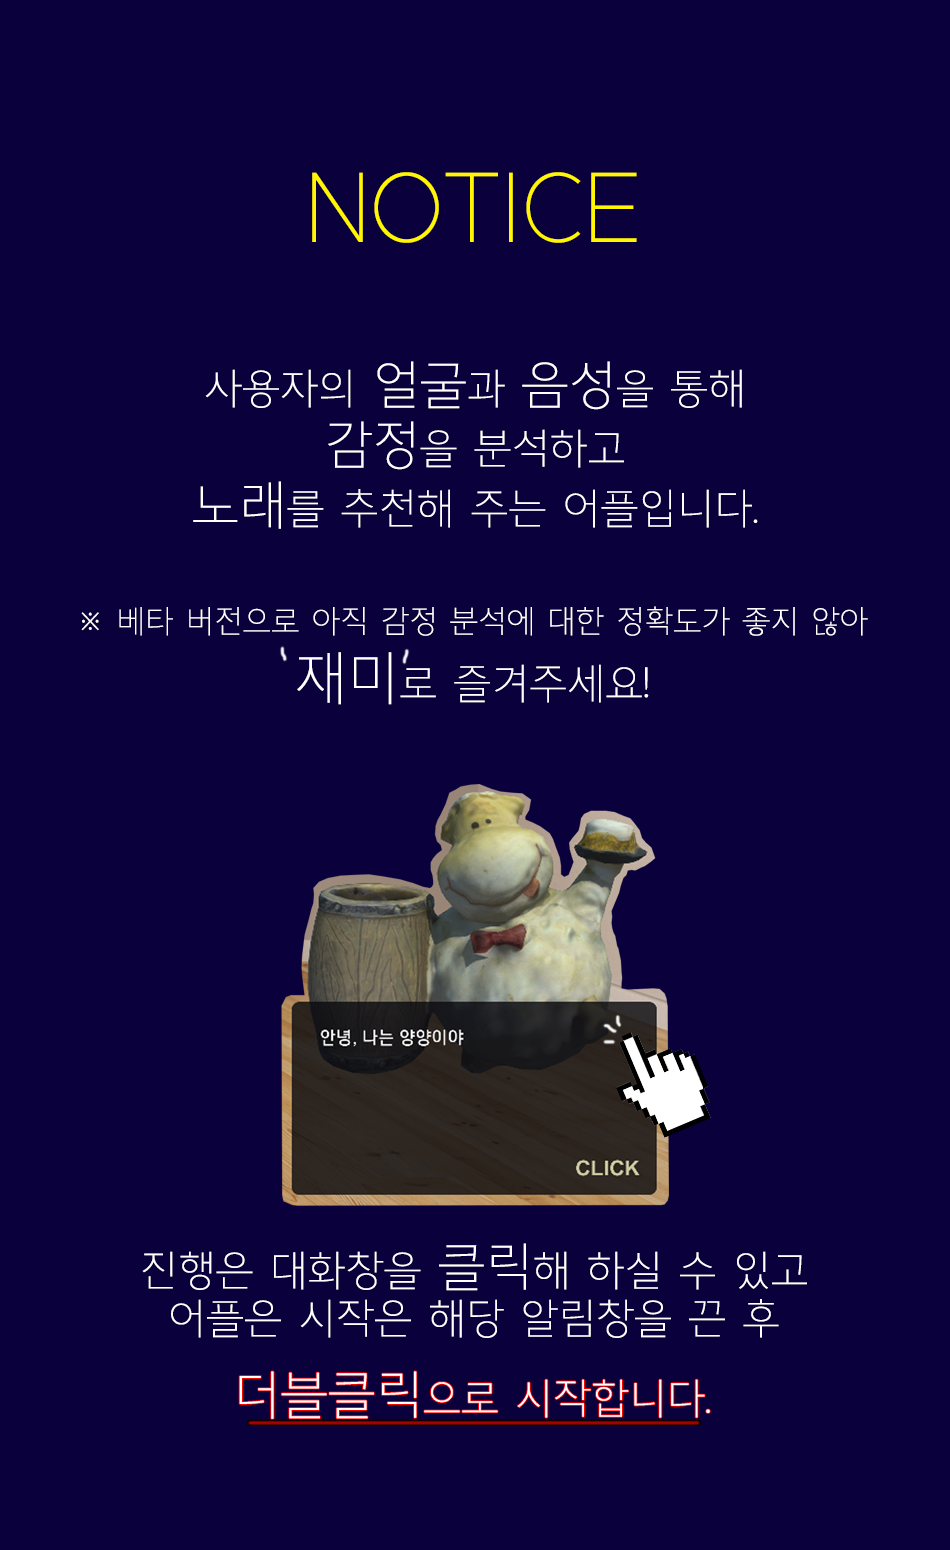 NOTICE
사용자의 얼굴과 음성을 통해
감정을 분석하고
노래를 추천해 주는 어플입니다.
※ 베타 버전으로 아직 감정 분석에 대한 정확도가 좋지 않아
'재미'로 즐겨주세요!
안녕, 나는 양양이야
CLICK
진행은 대화창을 클릭해 하실 수 있고
어플은 시작은 해당 알림창을 끈 후
더블클릭으로 시작합니다.